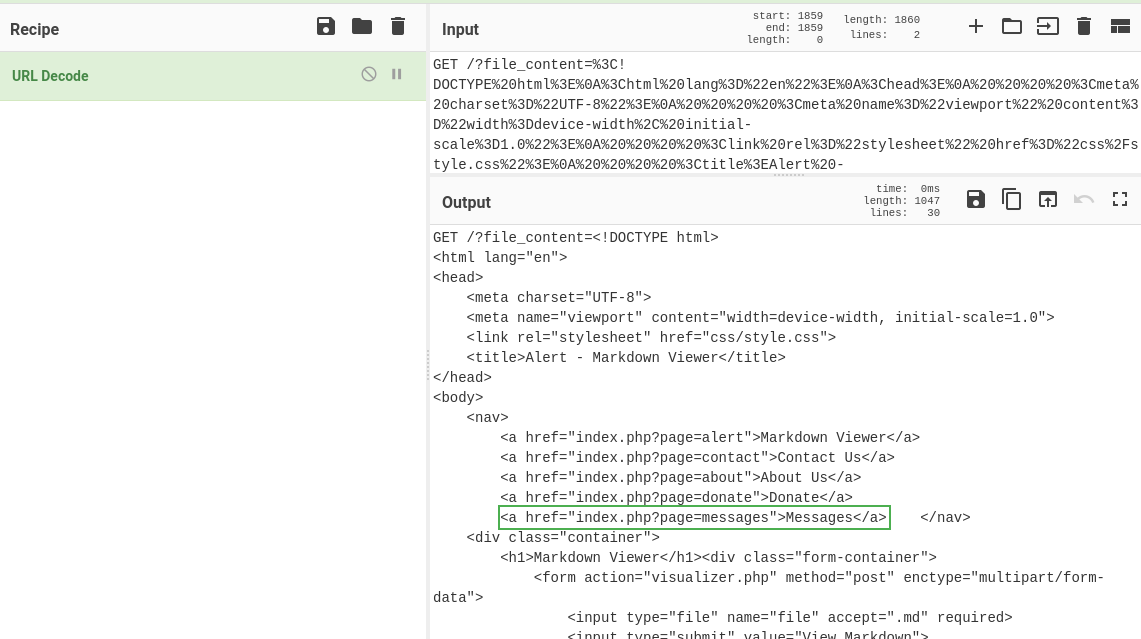 Recipe
URL Decode
Input
start: 1859
end: 1859
length: 0
length: 1860
lines: 2
GET /?file_content=%3C!
DOCTYPE%20html%3E%0A%3Chtml%20lang%3D%22en%22%3E%0A%3Chead%3E%0A%20%20%20%20%3Cmeta%
20charset%3D%22UTF-8%22%3E%0A%20%20%20%20%3Cmeta%20name%3D%22viewport%22%20content%3
D%22width%3Ddevice-width%2C%20initial-
scale%3D1.0%22%3E%0A%20%20%20%20%3Clink%20rel%3D%22stylesheet%22%20href%3D%22css%2Fs
tyle.css%22%3E%0A%20%20%20%20%3Ctitle%3EAlert%20-
Output
time: 0ms
length: 1047
lines: 30
GET /?file_content=<!DOCTYPE html>
<html lang="en">
<head>
    <meta charset="UTF-8">
    <meta name="viewport" content="width=device-width, initial-scale=1.0">
    <link rel="stylesheet" href="css/style.css">
    <title>Alert - Markdown Viewer</title>
</head>
<body>
    <nav>
        <a href="index.php?page=alert">Markdown Viewer</a>
        <a href="index.php?page=contact">Contact Us</a>
        <a href="index.php?page=about">About Us</a>
        <a href="index.php?page=donate">Donate</a>
        <a href="index.php?page=messages">Messages</a>    </nav>
    <div class="container">
        <h1>Markdown Viewer</h1><div class="form-container">
            <form action="visualizer.php" method="post" enctype="multipart/form-
data">
                <input type="file" name="file" accept=".md" required>
                <input type="submit" value="View Markdown">